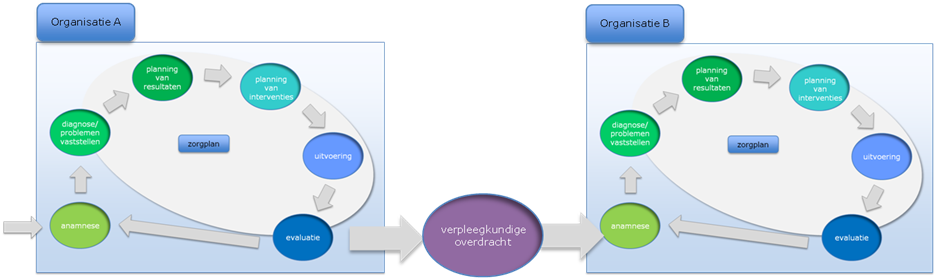 Organisatie A
planning
van
resultaten
planning
van
interventies
diagnose/
problemen
vaststellen
zorgplan
uitvoering
anamnese
evaluatie
verpleegkundige
overdracht
Organisatie B
planning
van
resultaten
planning
van
interventies
diagnose/
problemen
vaststellen
zorgplan
uitvoering
anamnese
evaluatie